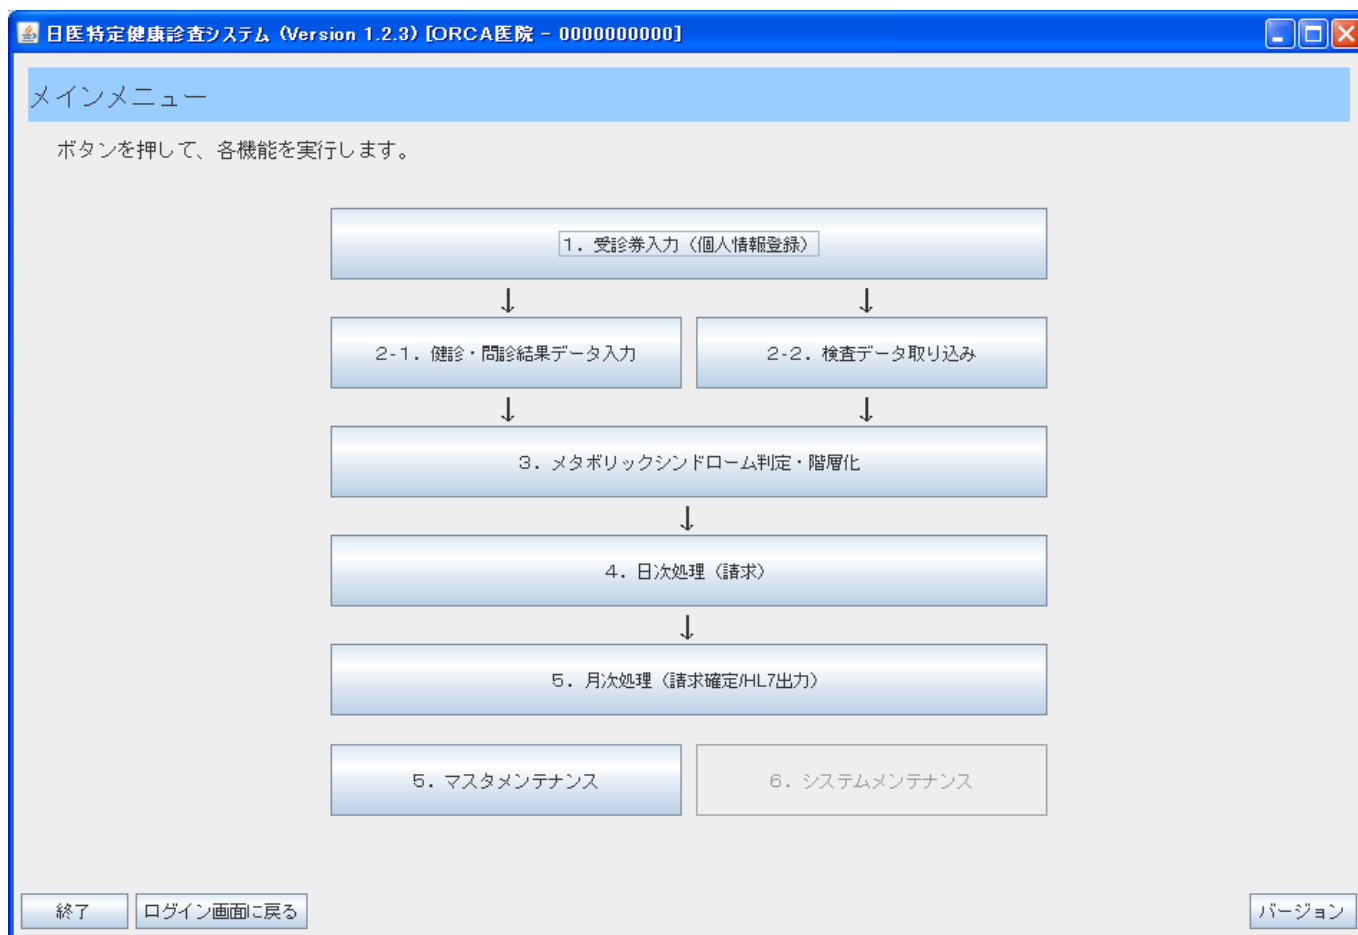 日医特定健康診査システム (Version 1.2.3) [ORCA医院 - 0000000000]
メインメニュー
ボタンを押して、各機能を実行します。
1．受診券入力（個人情報登録）
↓ ↓
2-1．健診・問診結果データ入力 2-2．検査データ取り込み
↓ ↓
3．メタボリックシンドローム判定・階層化
↓
4．日次処理（請求）
↓
5．月次処理（請求確定/HL7出力）
5．マスタメンテナンス 6．システムメンテナンス
終了 ログイン画面に戻る バージョン